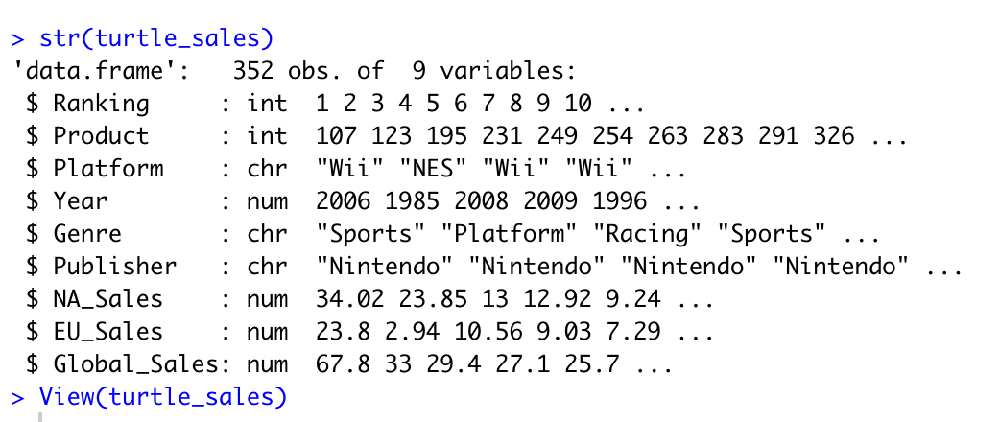 > str(turtle_sales)
'data.frame':   352 obs. of  9 variables:
 $ Ranking     : int  1 2 3 4 5 6 7 8 9 10 ...
 $ Product     : int  107 123 195 231 249 254 263 283 291 326 ...
 $ Platform    : chr  "Wii" "NES" "Wii" "Wii" ...
 $ Year        : num  2006 1985 2008 2009 1996 ...
 $ Genre       : chr  "Sports" "Platform" "Racing" "Sports" ...
 $ Publisher   : chr  "Nintendo" "Nintendo" "Nintendo" "Nintendo" ...
 $ NA_Sales    : num  34.02 23.85 13 12.92 9.24 ...
 $ EU_Sales    : num  23.8 2.94 10.56 9.03 7.29 ...
 $ Global_Sales: num  67.8 33 29.4 27.1 25.7 ...
> View(turtle_sales)